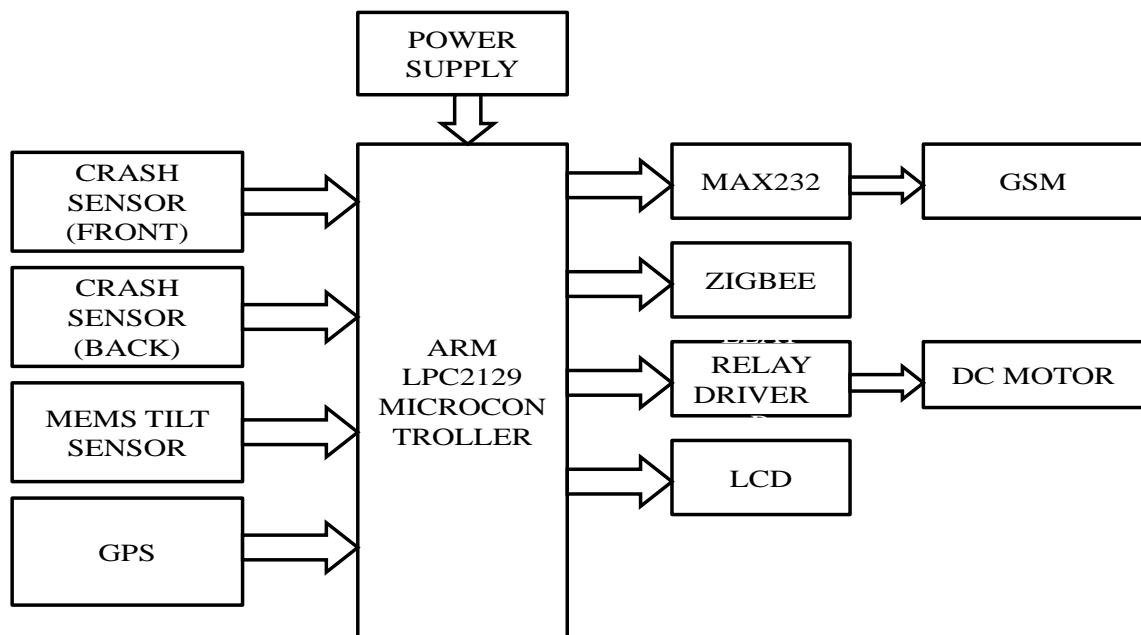 POWER
SUPPLY
CRASH
SENSOR
(FRONT)
CRASH
SENSOR
(BACK)
MEMS TILT
SENSOR
GPS
ARM
LPC2129
MICROCON
TROLLER
MAX232
GSM
ZIGBEE
RELAY
DRIVER
DC MOTOR
LCD